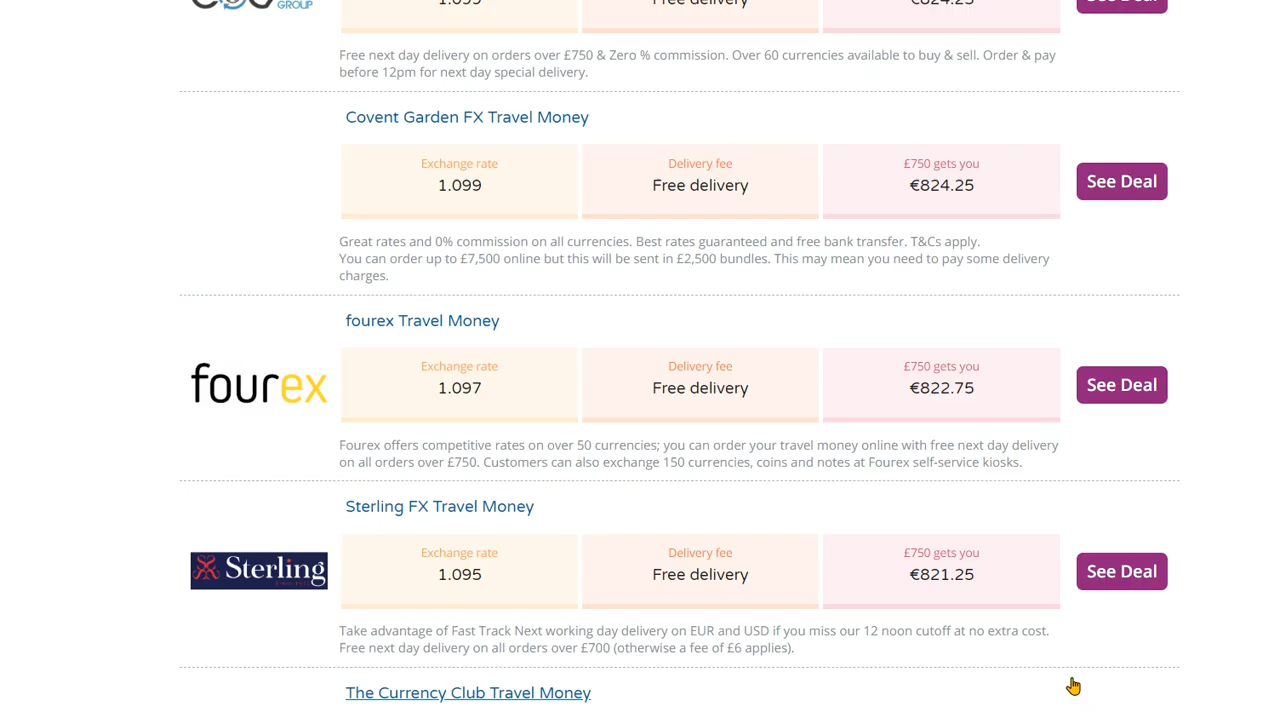 GROUP
1.099
Free delivery
€824.25
See Deal
Free next day delivery on orders over £750 & Zero % commission. Over 60 currencies available to buy & sell. Order & pay
before 12pm for next day special delivery.
Covent Garden FX Travel Money
Exchange rate
1.099
Delivery fee
Free delivery
£750 gets you
€824.25
See Deal
Great rates and 0% commission on all currencies. Best rates guaranteed and free bank transfer. T&Cs apply.
You can order up to £7,500 online but this will be sent in £2,500 bundles. This may mean you need to pay some delivery
charges.
fourex Travel Money
fourex
Exchange rate
1.097
Delivery fee
Free delivery
£750 gets you
€822.75
See Deal
Fourex offers competitive rates on over 50 currencies; you can order your travel money online with free next day delivery
on all orders over £750. Customers can also exchange 150 currencies, coins and notes at Fourex self-service kiosks.
Sterling FX Travel Money
Sterling
Exchange rate
1.095
Delivery fee
Free delivery
£750 gets you
€821.25
See Deal
Take advantage of Fast Track Next working day delivery on EUR and USD if you miss our 12 noon cutoff at no extra cost.
Free next day delivery on all orders over £700 (otherwise a fee of £6 applies).
The Currency Club Travel Money